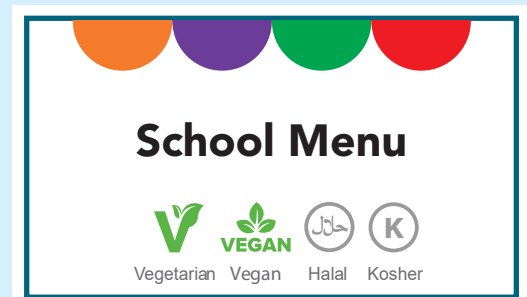 School Menu
V VEGAN حلال K
Vegetarian Vegan Halal Kosher